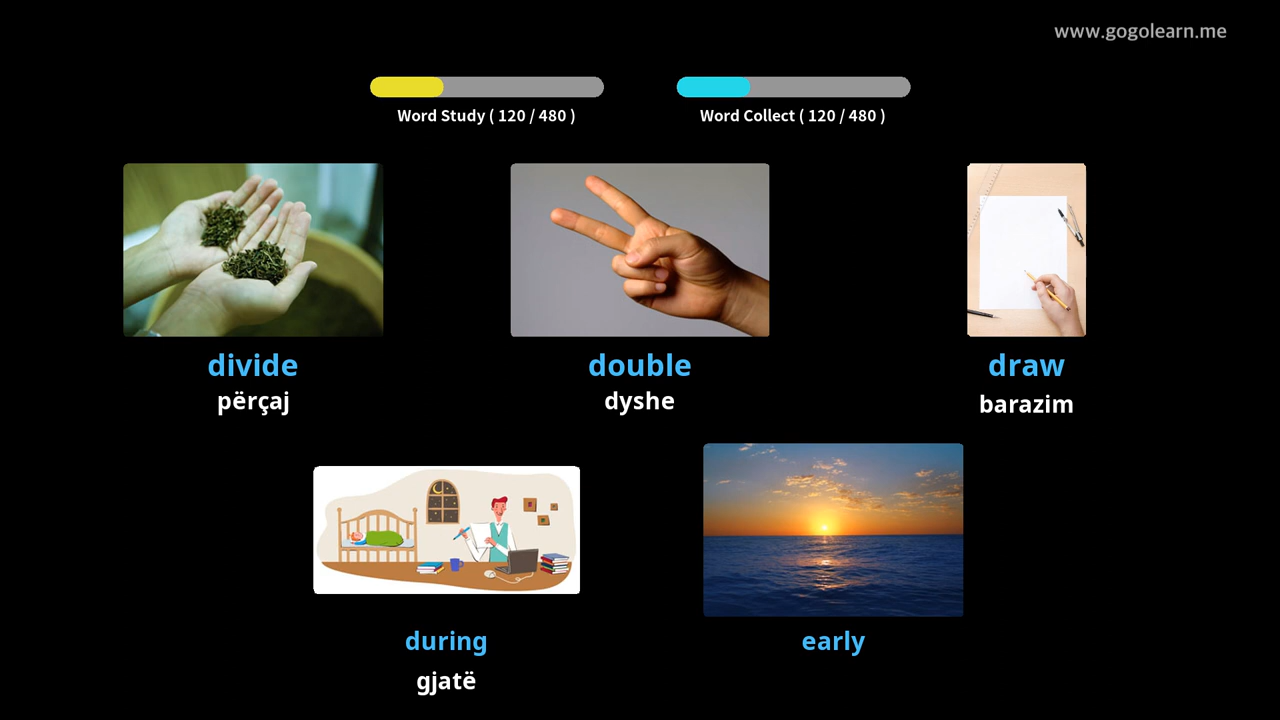 www.gogolearn.me
Word Study ( 120 / 480 )
Word Collect ( 120 / 480 )
divide
përçaj
double
dyshe
draw
barazim
during
gjatë
early